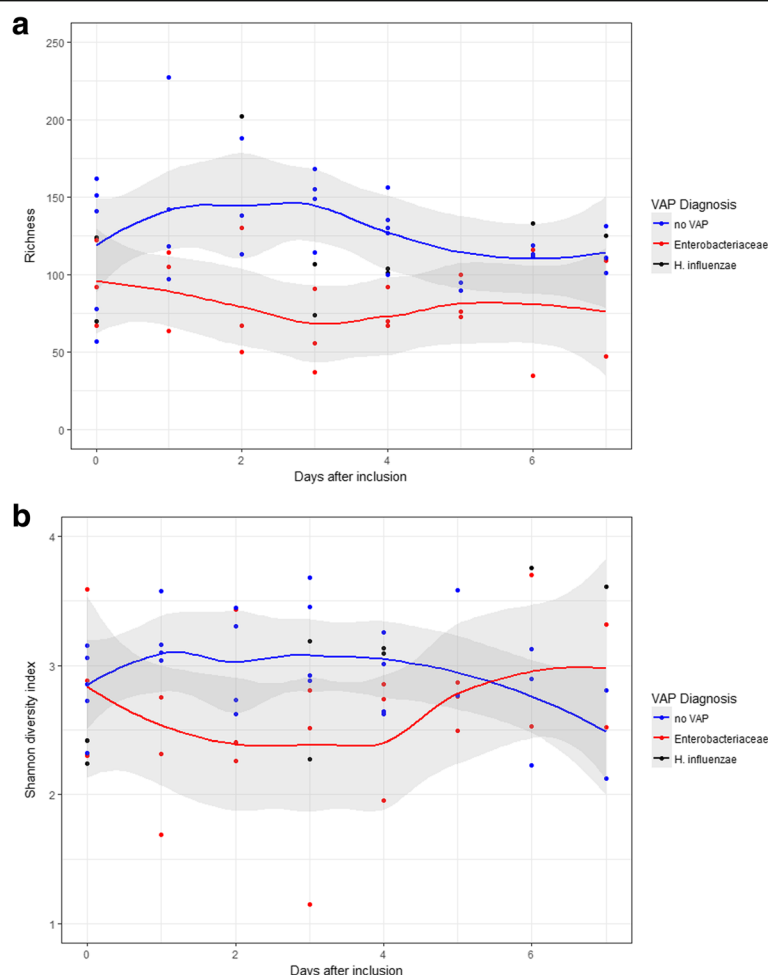 a
250
200
150
100
50
0
Richness
0 2 4 6
Days after inclusion
VAP Diagnosis
no VAP
Enterobacteriaceae
H. influenzae
b
4
3
2
1
Shannon diversity index
0 2 4 6
Days after inclusion
VAP Diagnosis
no VAP
Enterobacteriaceae
H. influenzae